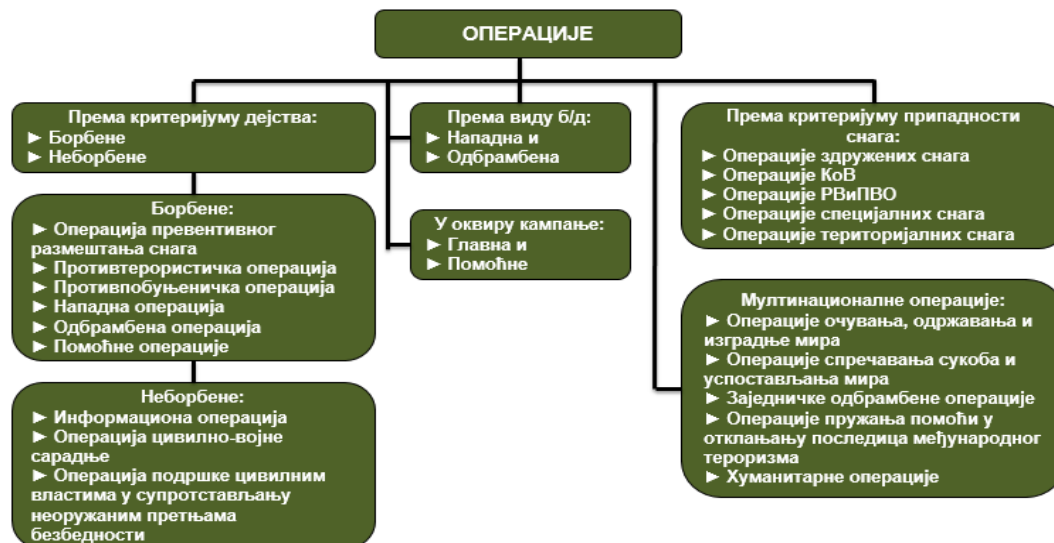 ОПЕРАЦИЈЕ
Према критеријуму дејства:
► Борбене
► Неборбене
Борбене:
► Операција превентивног
размештања снага
► Противтерористичка операција
► Противпобуњеничка операција
► Нападна операција
► Одбрамбена операција
► Помоћне операције
Неборбене:
► Информациона операција
► Операција цивилно-војне
сарадње
► Операција подршке цивилним
властима у супротстављању
неоружаним претњама
безбедности
Према виду б/д:
► Нападна и
► Одбрамбена
У оквиру кампање:
► Главна и
► Помоћне
Према критеријуму припадности
снага:
► Операције здружених снага
► Операције КоВ
► Операције РВиПВО
► Операције специјалних снага
► Операције територијалних снага
Мултинационалне операције:
► Операције очувања, одржавања и
изградње мира
► Операције спречавања сукоба и
успостављања мира
► Заједничке одбрамбене операције
► Операције пружања помоћи у
отклањању последица међународног
тероризма
► Хуманитарне операције